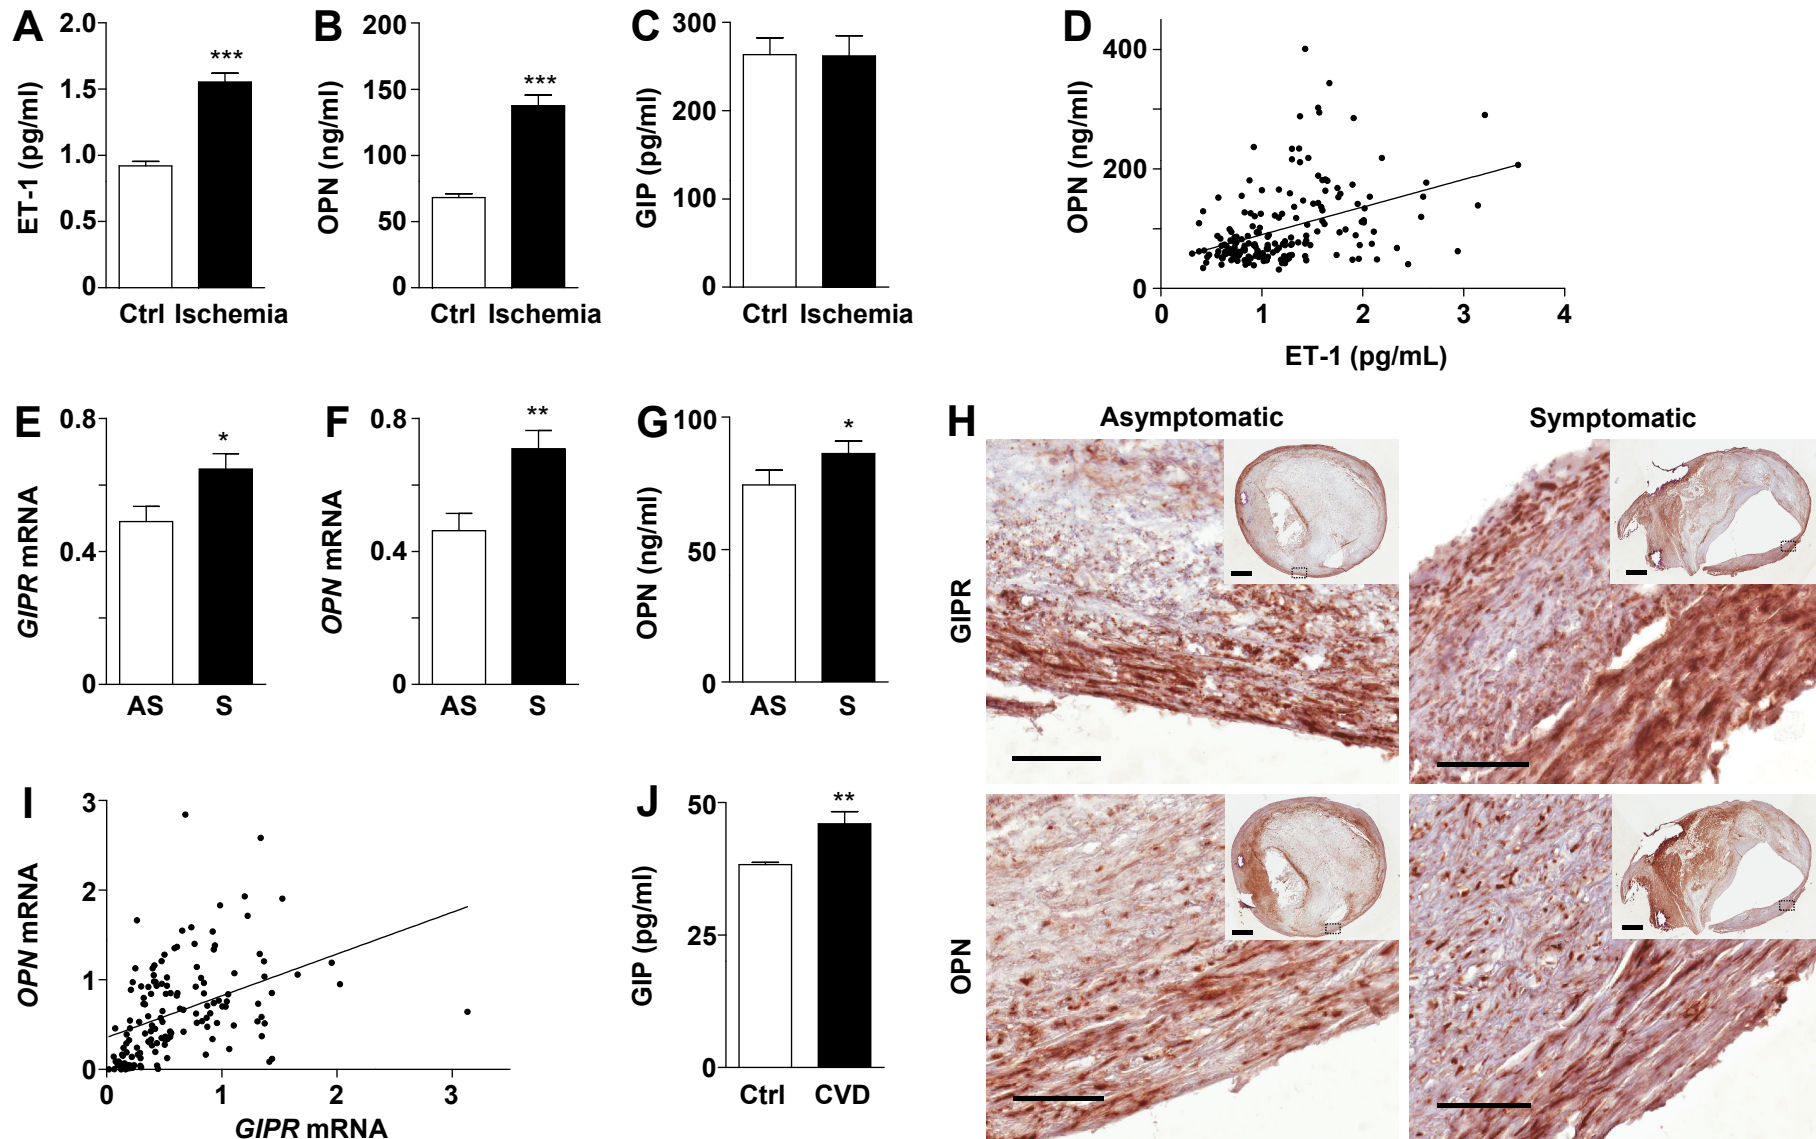 A
ET-1 (pg/ml)
2.0
1.5
1.0
0.5
0
***
Ctrl Ischemia
B
OPN (ng/ml)
200
150
100
50
0
***
Ctrl Ischemia
C
GIP (pg/ml)
300
200
100
0
Ctrl Ischemia
D
OPN (ng/ml)
400
200
0
0 1 2 3 4
ET-1 (pg/mL)
E
GIPR mRNA
0.8
0.4
0
*
AS S
F
OPN mRNA
0.8
0.4
0
**
AS S
G
OPN (ng/ml)
100
50
0
*
AS S
H
Asymptomatic Symptomatic
GIPR
OPN
I
OPN mRNA
3
2
1
0
0 1 2 3
GIPR mRNA
J
GIP (pg/ml)
50
25
0
**
Ctrl CVD